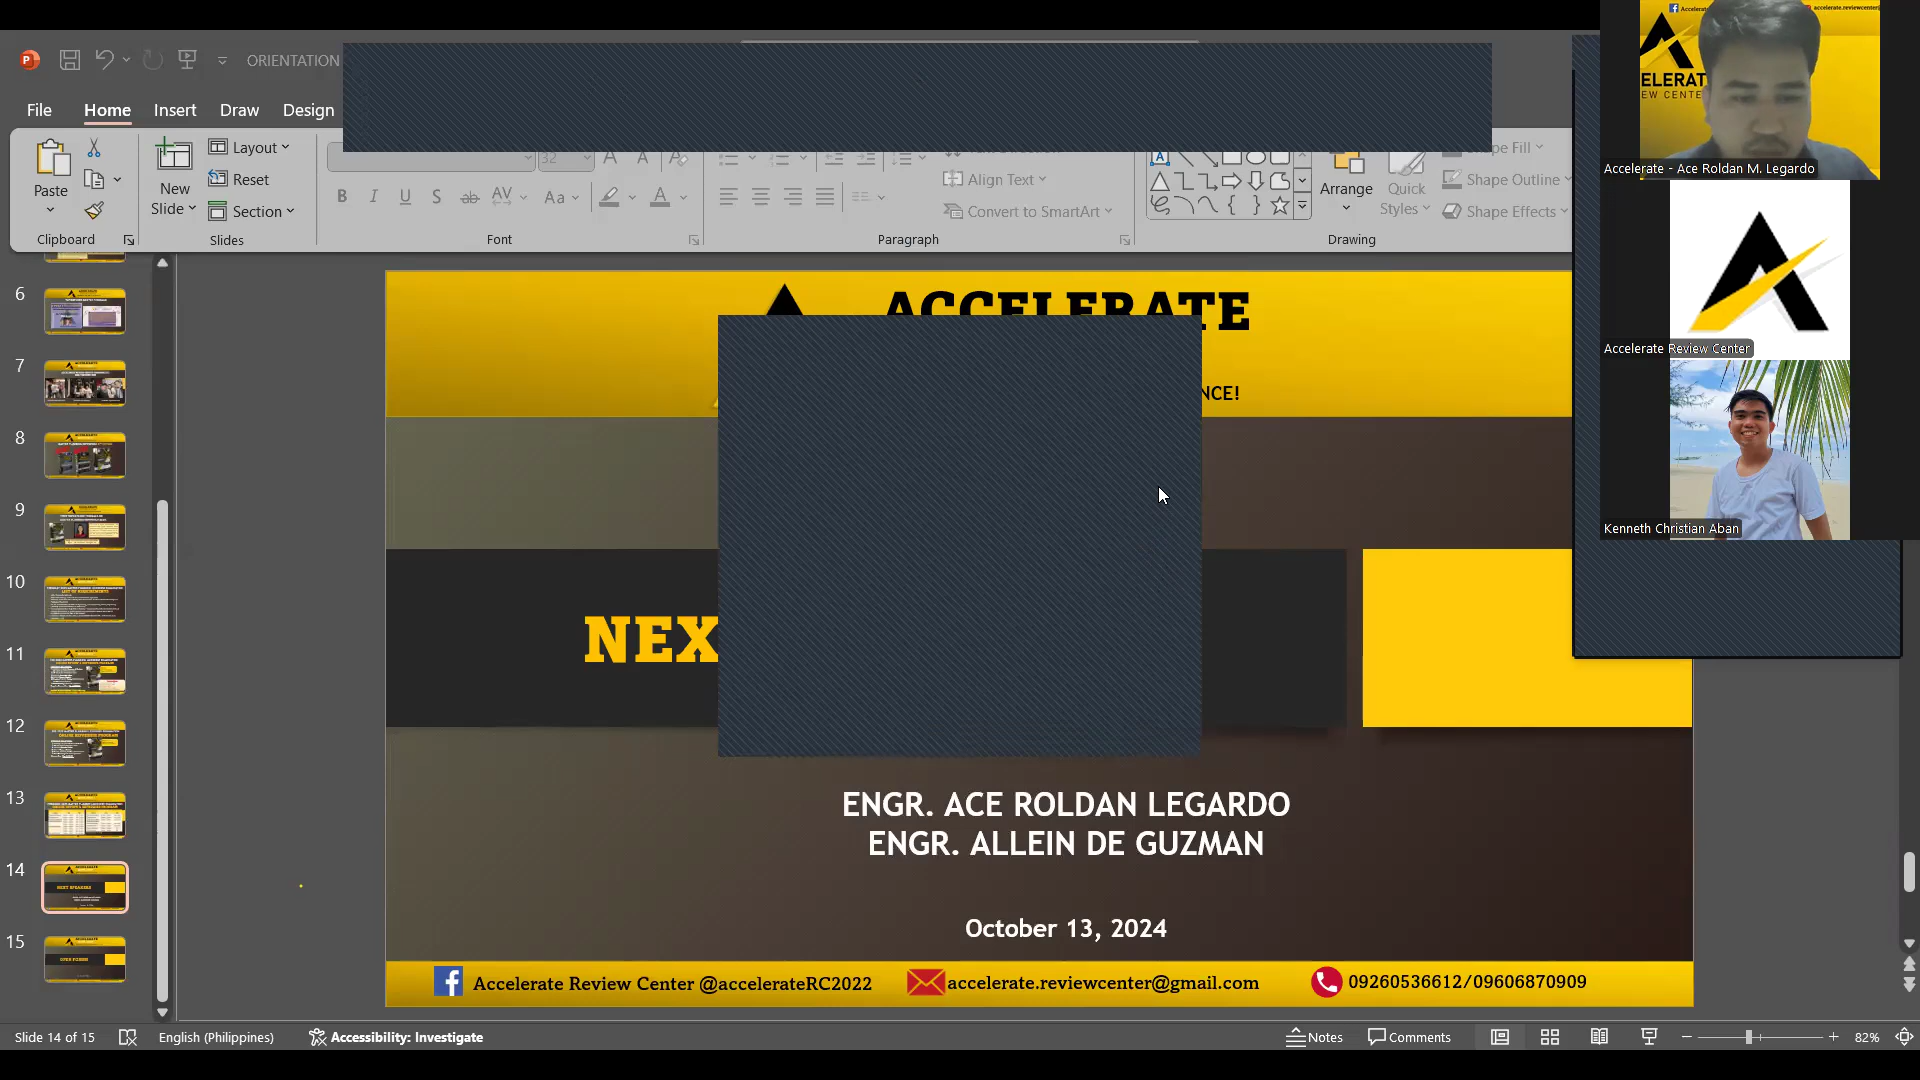 ORIENTATION
File Home Insert Draw Design
Paste
Clipboard
New
Slide
Layout
Reset
Section
Slides
32
B I U S ab AV Aa A
Font
Align Text
Convert to SmartArt
Paragraph
Arrange
Quick
Styles
Shape Outline
Shape Effects
Drawing
Accelerate - Ace Roldan M. Legardo
Accelerate Review Center
Kenneth Christian Aban
6
7
8
9
10
11
12
13
14
15
ACCELERATE
NCE!
NEX
ENGR. ACE ROLDAN LEGARDO
ENGR. ALLEIN DE GUZMAN
October 13, 2024
Accelerate Review Center @accelerateRC2022 accelerate.reviewcenter@gmail.com 09260536612/09606870909
Slide 14 of 15 English (Philippines) Accessibility: Investigate Notes Comments 82%